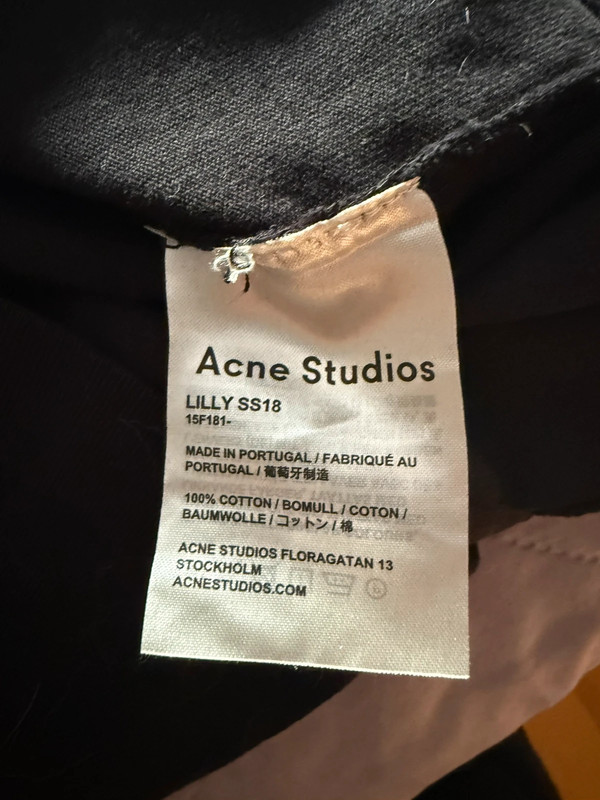 Acne Studios
LILLY SS18
15F181-
MADE IN PORTUGAL / FABRIQUÉ AU
PORTUGAL / 葡萄牙制造
100% COTTON / BOMULL / COTON /
BAUMWOLLE / コットン / 棉
ACNE STUDIOS FLORAGATAN 13
STOCKHOLM
ACNESTUDIOS.COM